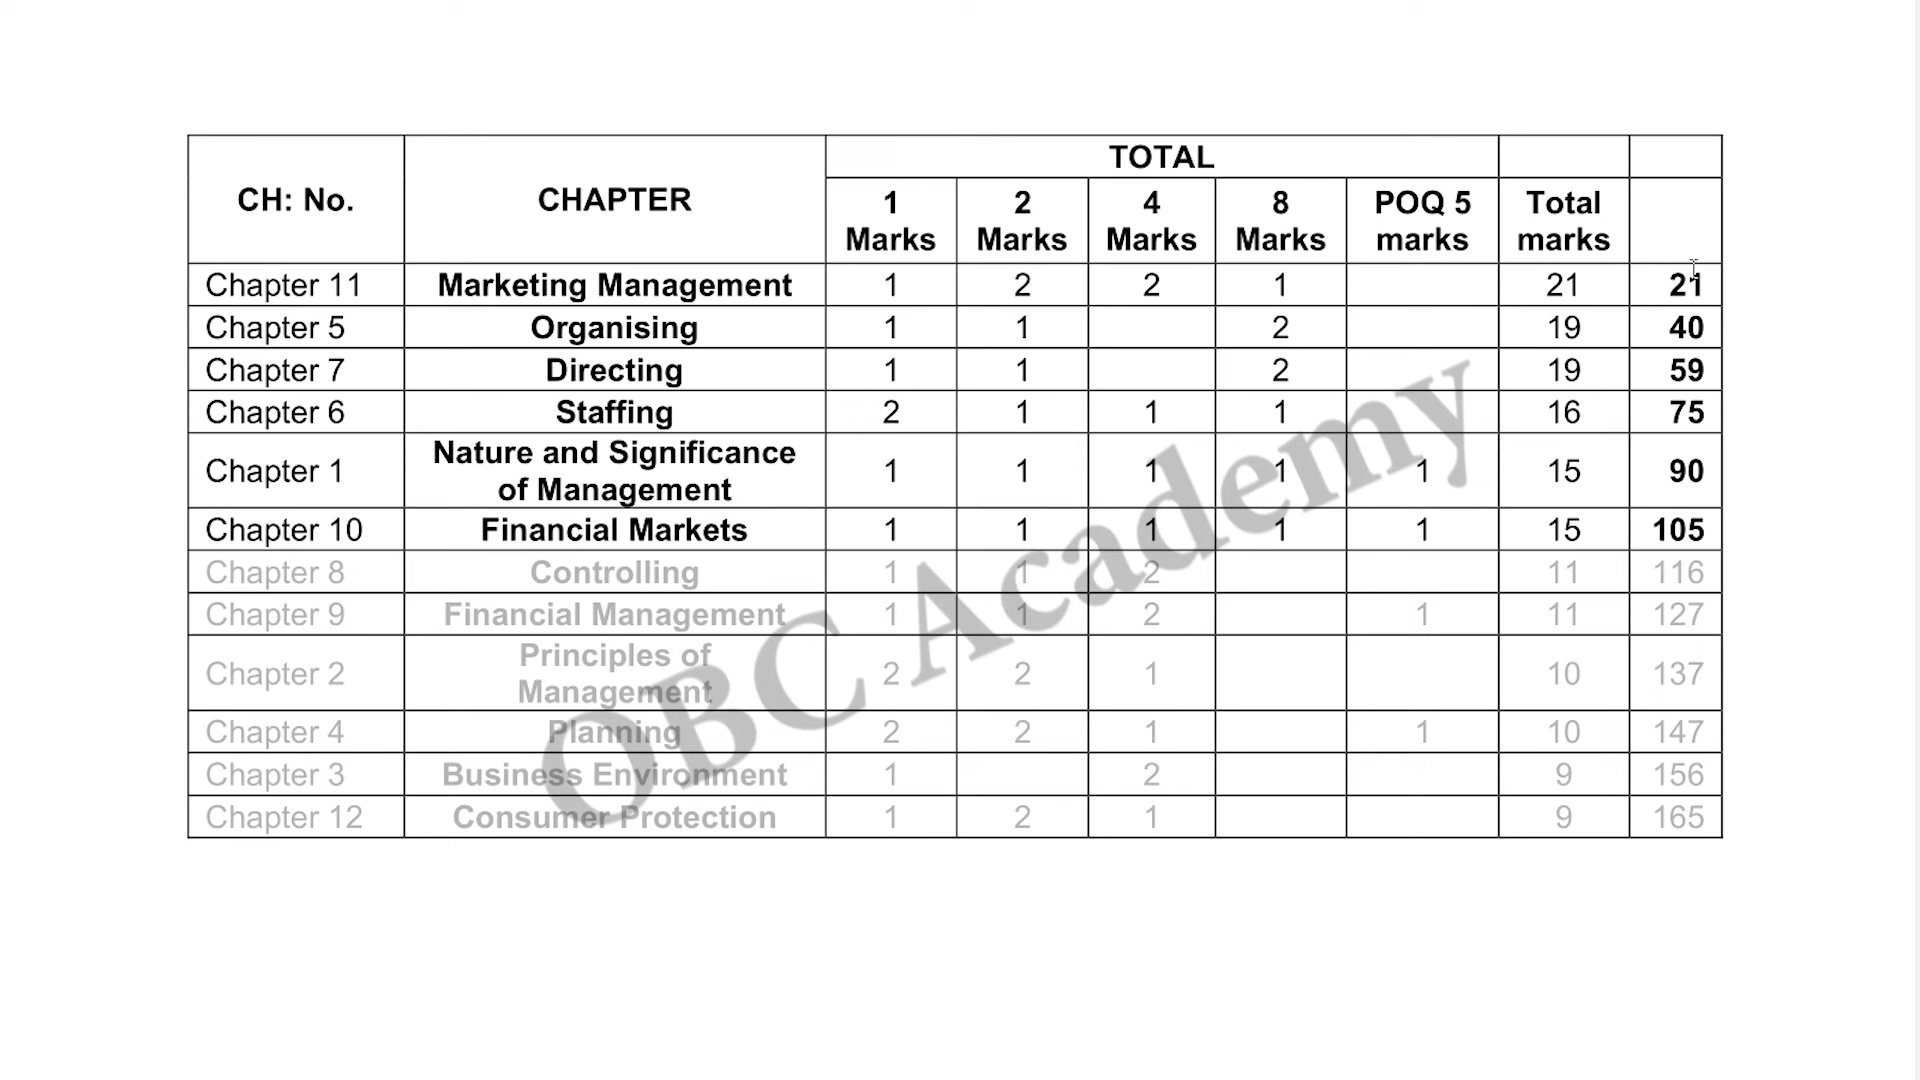 TOTAL
CH: No. CHAPTER 1 Marks 2 Marks 4 Marks 8 Marks POQ 5 marks Total marks
Chapter 11 Marketing Management 1 2 2 1 21 21
Chapter 5 Organising 1 1 2 19 40
Chapter 7 Directing 1 1 2 19 59
Chapter 6 Staffing 2 1 1 1 16 75
Chapter 1 Nature and Significance of Management 1 1 1 1 1 15 90
Chapter 10 Financial Markets 1 1 1 1 1 15 105
Chapter 8 Controlling 1 1 2 11 116
Chapter 9 Financial Management 1 1 2 1 11 127
Chapter 2 Principles of Management 2 2 1 10 137
Chapter 4 Planning 2 2 1 1 10 147
Chapter 3 Business Environment 1 2 9 156
Chapter 12 Consumer Protection 1 2 1 9 165
OBC Academy